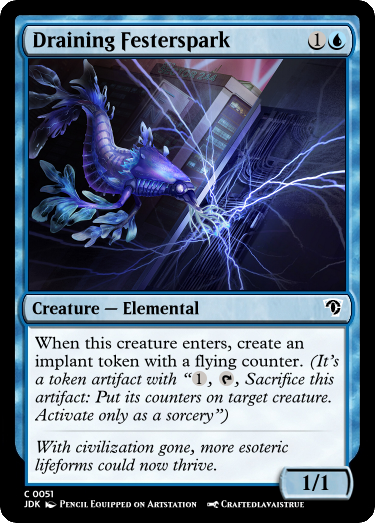 Draining Festerspark 1
Creature — Elemental
When this creature enters, create an
implant token with a flying counter. (It's
a token artifact with “1, , Sacrifice this
artifact: Put its counters on target creature.
Activate only as a sorcery”)
With civilization gone, more esoteric
lifeforms could now thrive.
1/1
C 0051
JDK Pencil Equipped on Artstation Craftedlavaistrue